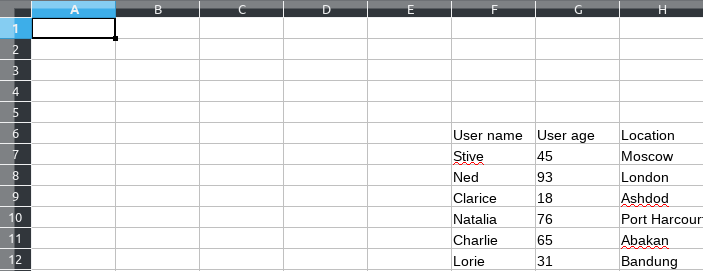 A B C D E F G H
1
2
3
4
5
6 User name User age Location
7 Stive 45 Moscow
8 Ned 93 London
9 Clarice 18 Ashdod
10 Natalia 76 Port Harcour
11 Charlie 65 Abakan
12 Lorie 31 Bandung